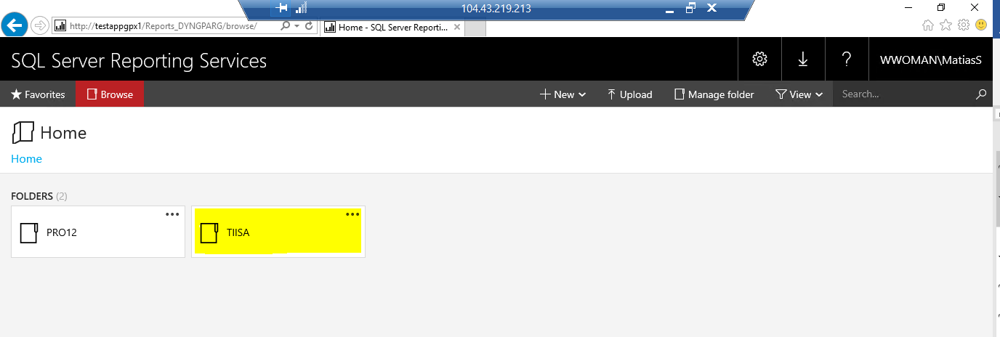 104.43.219.213
http://testappgpx1/Reports_DYNGPARG/browse/
Home - SQL Server Reporti...
SQL Server Reporting Services
WWOMAN\MatiasS
Favorites
Browse
New
Upload
Manage folder
View
Search...
Home
Home
FOLDERS (2)
PRO12
TIISA